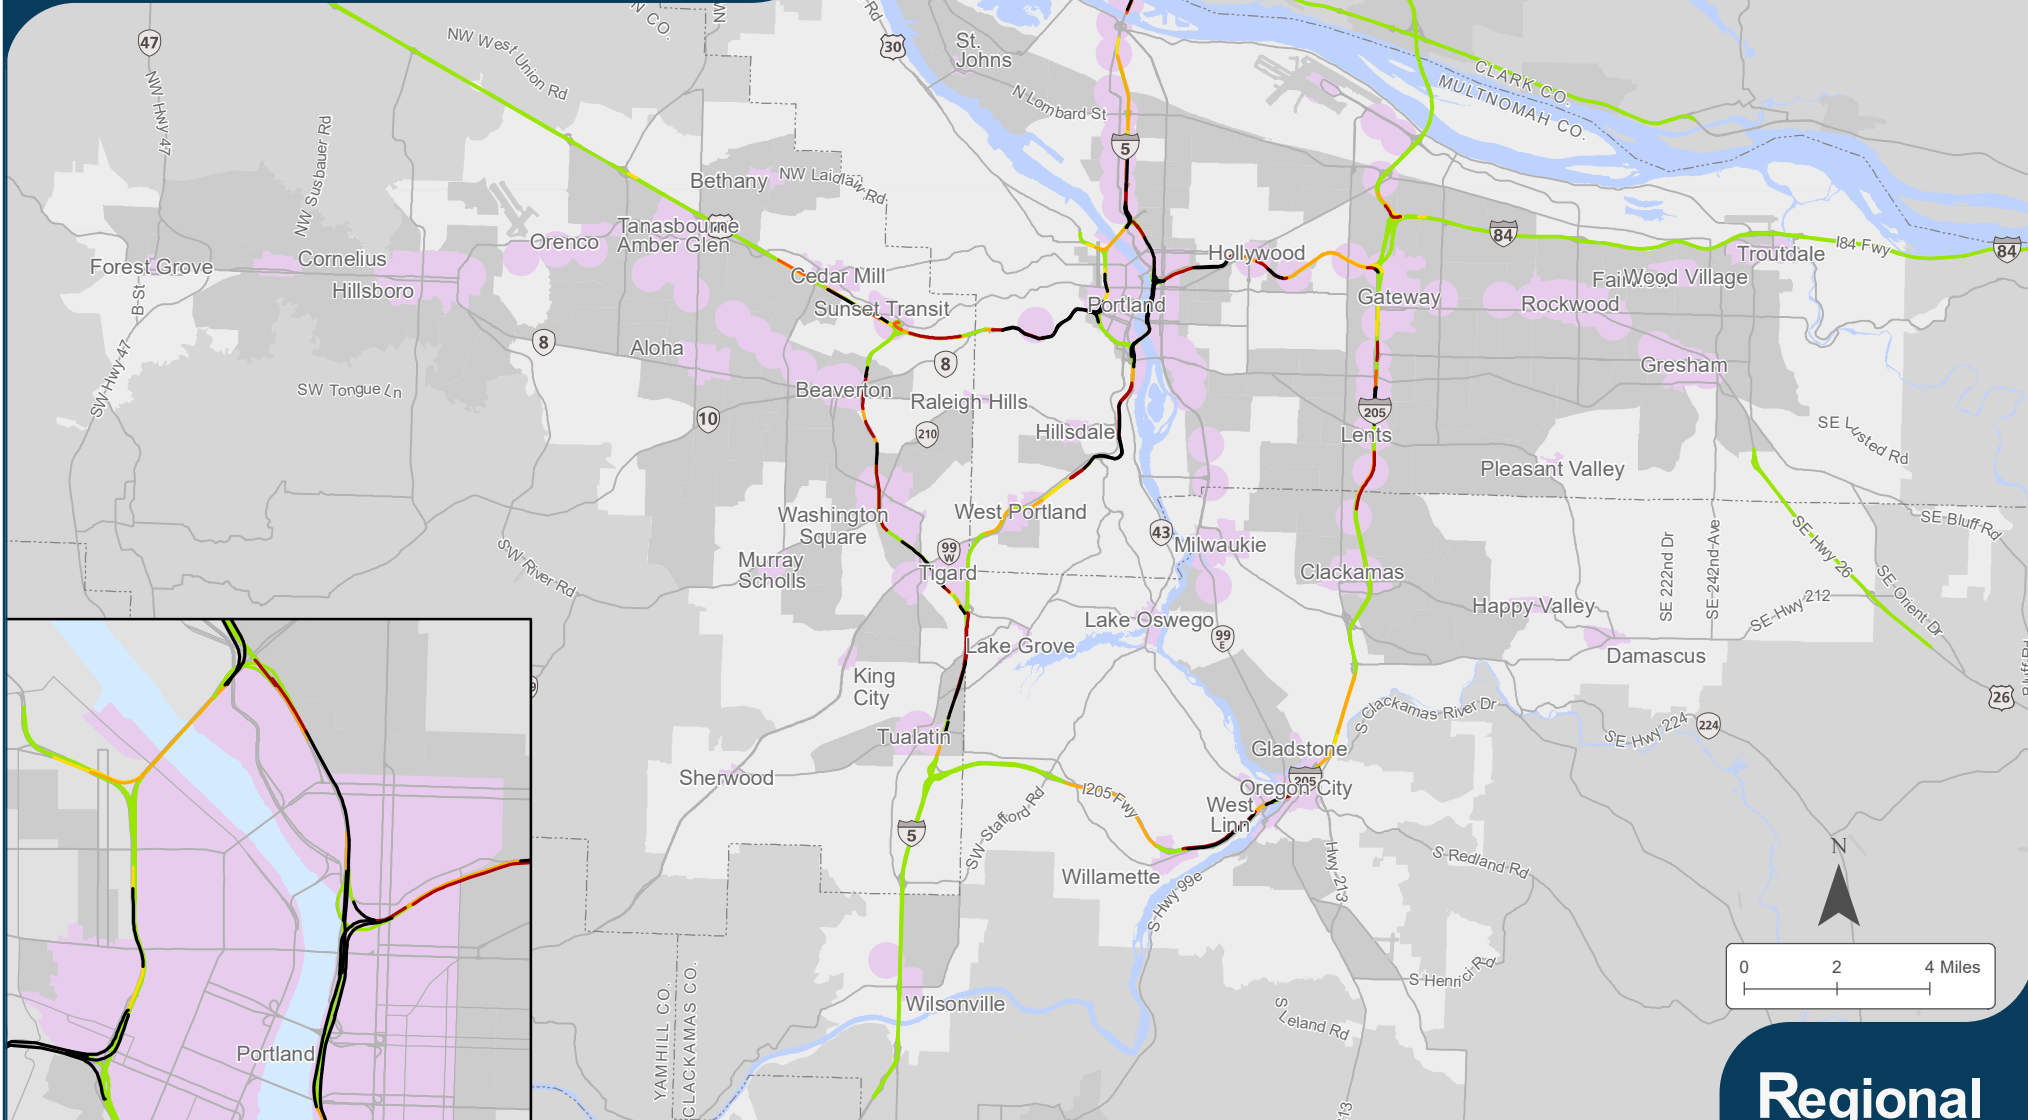 47
NW West Union Rd
N CO.
NW
Rd
30
St.
Johns
N Lombard St
CLARK CO.
MULTNOMAH CO.
NW Hwy 47
NW Susbauer Rd
5
Bethany
NW Laidlaw Rd
Tanasbourne
Amber Glen
Orenco
Forest Grove
Cornelius
Hillsboro
B St
Cedar Mill
Sunset Transit
Hollywood
84
I84 Fwy
84
Troutdale
Wood Village
Rockwood
Gateway
Portland
8
Aloha
8
SW Tongue Ln
SW Hwy 47
Beaverton
Raleigh Hills
10
210
Hillsdale
205
Lents
Gresham
SE Lusted Rd
Pleasant Valley
Washington
Square
West Portland
43
Milwaukie
SE Bluff Rd
99
W
Tigard
Murray
Scholls
SW River Rd
Clackamas
SE 222nd Dr
SE 242nd Ave
SE Hwy 26
SE Orient Dr
Happy Valley
SE Hwy 212
Lake Oswego
99
E
Lake Grove
Damascus
King
City
26
Bluff Rd
S Clackamas River Dr
SE Hwy 224
224
Tualatin
Gladstone
205
Sherwood
Oregon City
I205 Fwy
West
Linn
5
SW Stafford Rd
Willamette
S Hwy 99e
Hwy 213
S Redland Rd
N
S Henrici Rd
0 2 4 Miles
Wilsonville
YAMHILL CO.
CLACKAMAS CO.
S Leland Rd
Portland
13
Regional